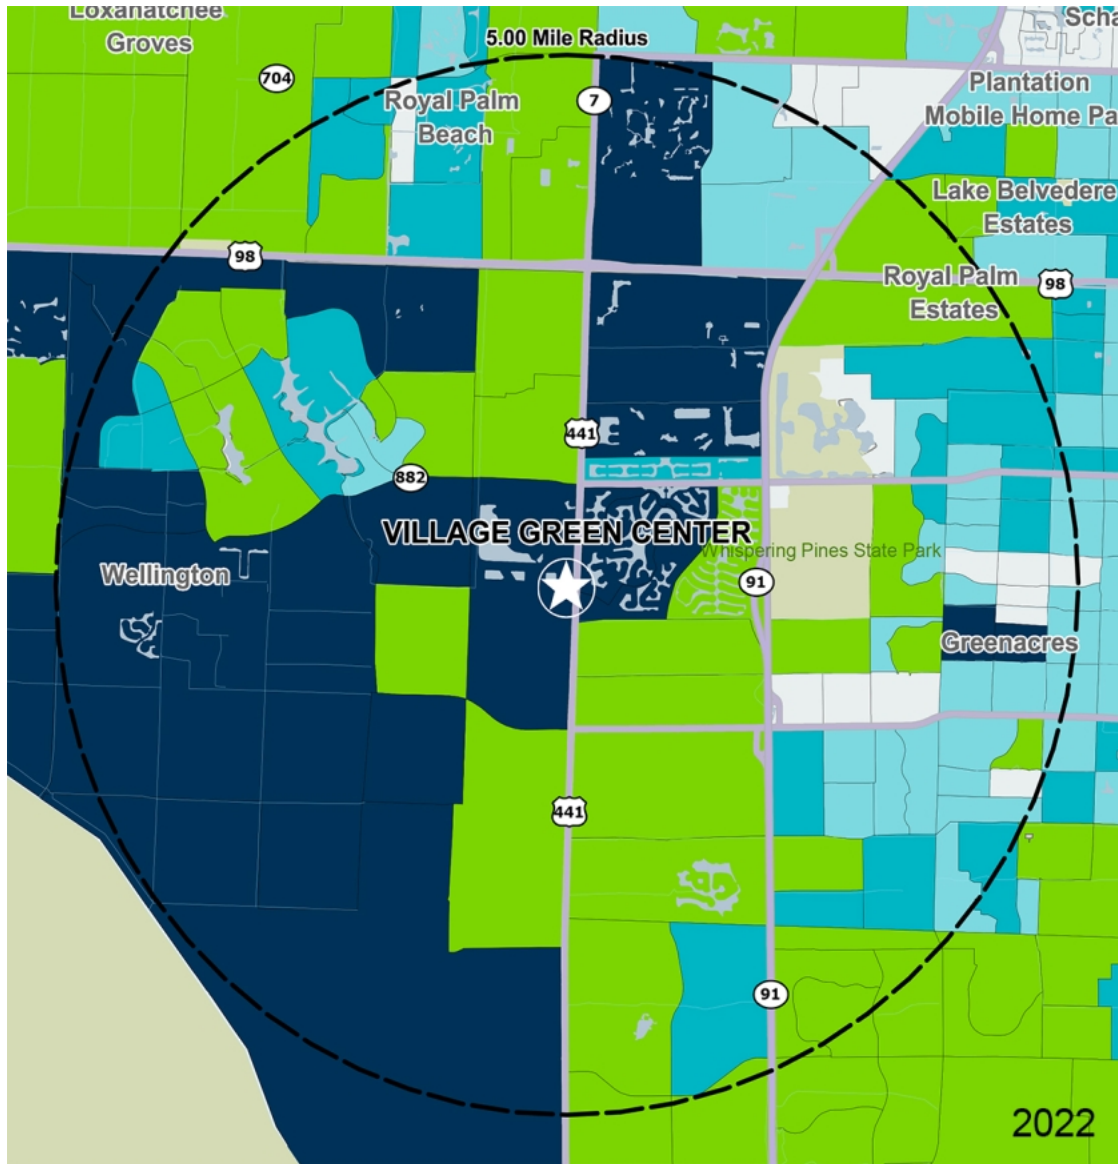 Loxahatchee
Groves
5.00 Mile Radius
704
Royal Palm
Beach
7
Plantation
Lake Belvedere
Estates
98
Royal Palm
Estates
98
441
882
VILLAGE GREEN CENTER
Whispering Pines State Park
Wellington
91
Greenacres
441
91
2022
Scha
Mobile Home Pa